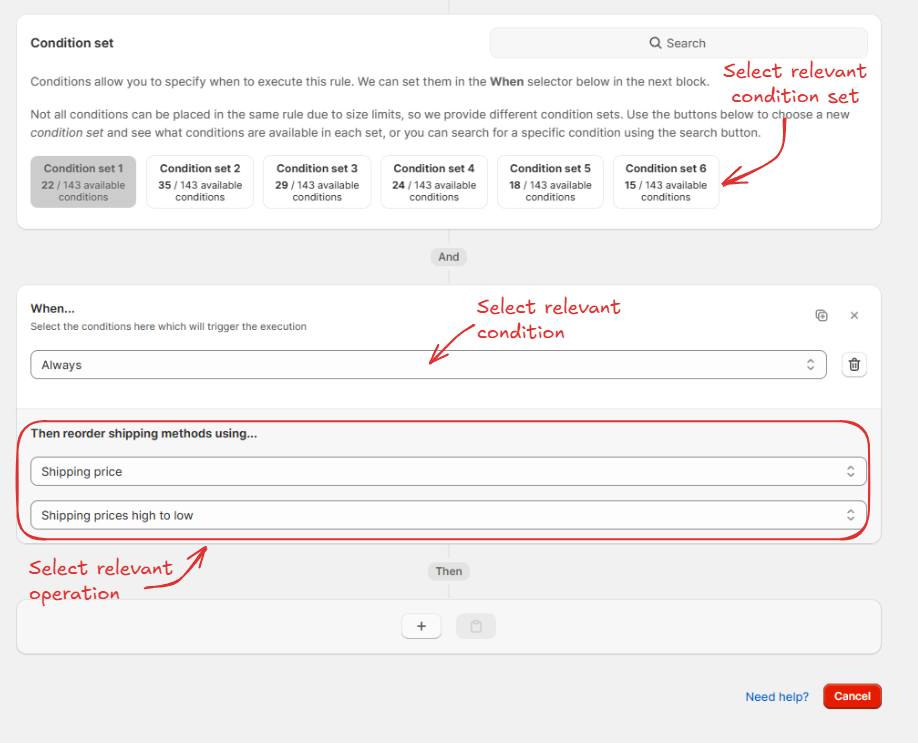 Condition set
Search
Conditions allow you to specify when to execute this rule. We can set them in the When selector below in the next block.
Select relevant
condition set
Not all conditions can be placed in the same rule due to size limits, so we provide different condition sets. Use the buttons below to choose a new
condition set and see what conditions are available in each set, or you can search for a specific condition using the search button.
Condition set 1
22 / 143 available
conditions
Condition set 2
35 / 143 available
conditions
Condition set 3
29 / 143 available
conditions
Condition set 4
24 / 143 available
conditions
Condition set 5
18 / 143 available
conditions
Condition set 6
15 / 143 available
conditions
And
When...
Select the conditions here which will trigger the execution
Select relevant
condition
Always
Then reorder shipping methods using...
Shipping price
Shipping prices high to low
Select relevant
operation
Then
+
Need help?
Cancel